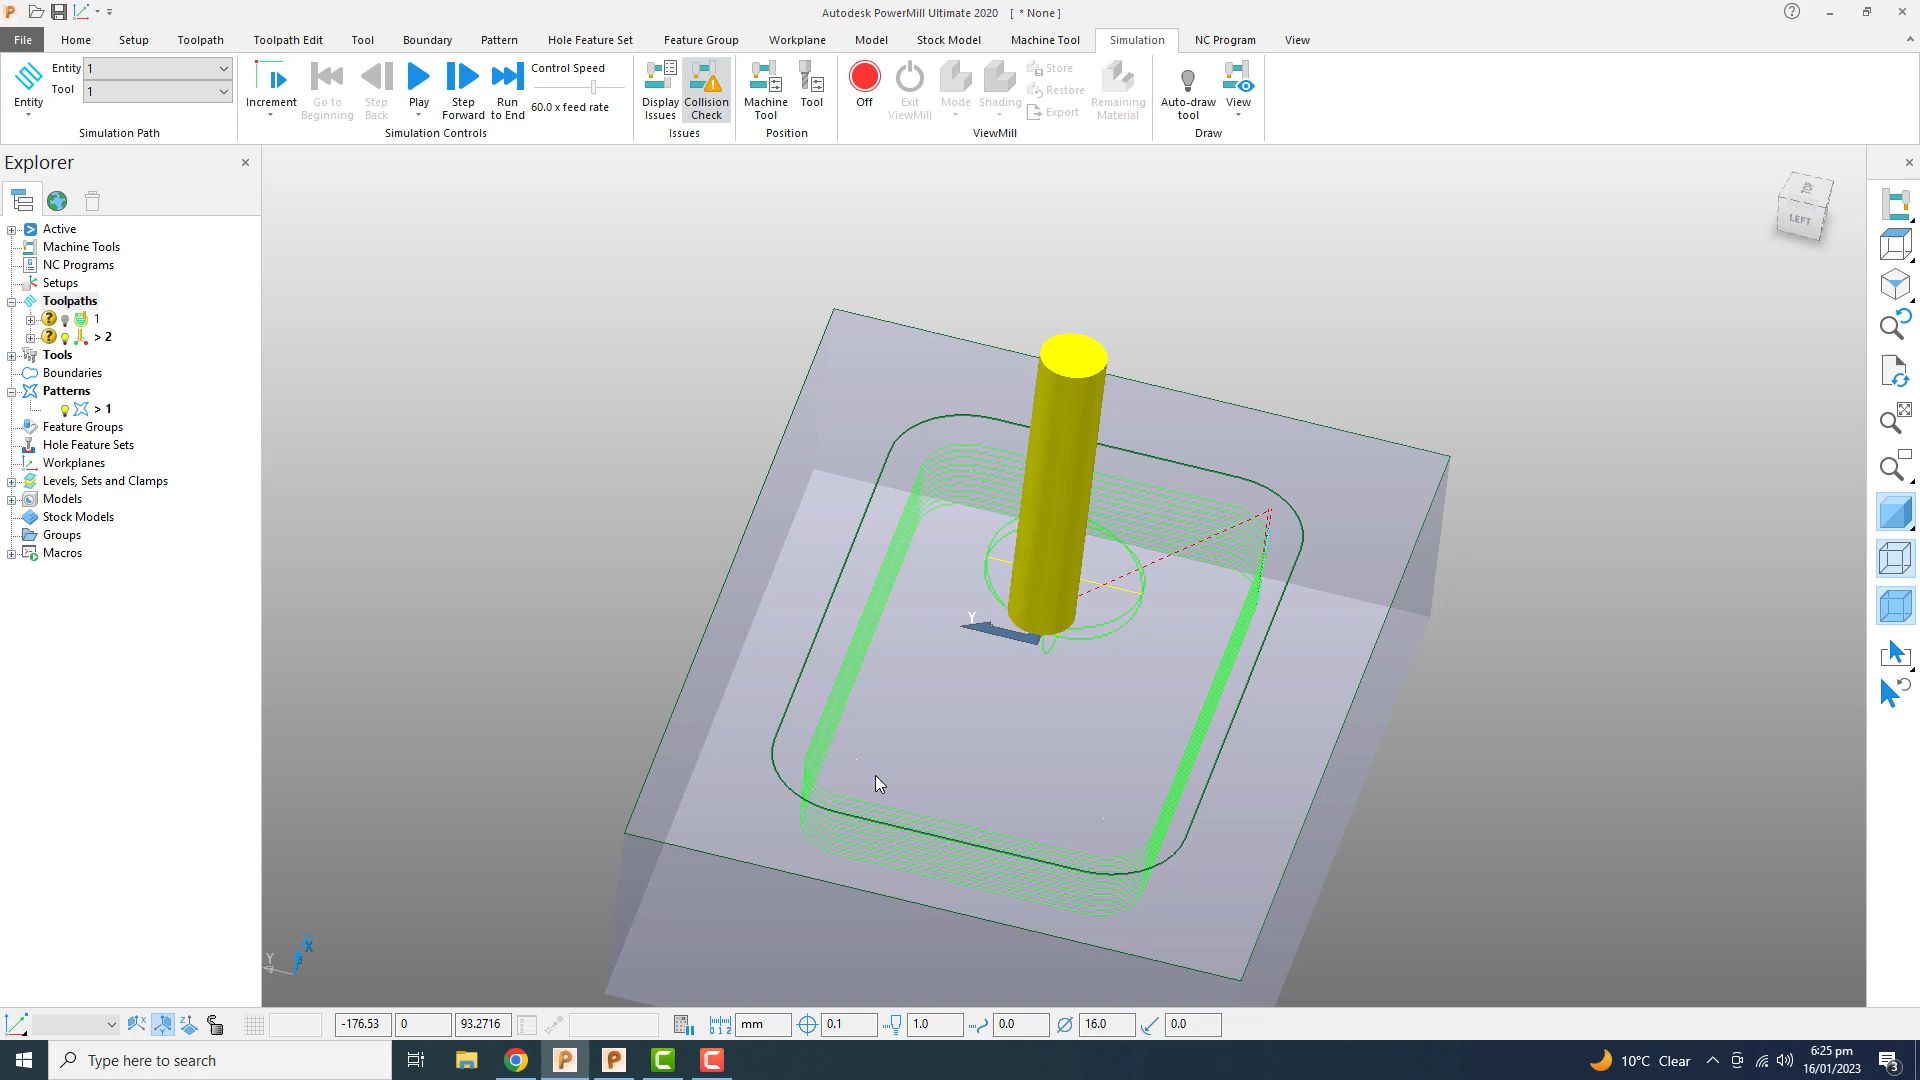 Autodesk PowerMill Ultimate 2020 [ * None ]
File Home Setup Toolpath Toolpath Edit Tool Boundary Pattern Hole Feature Set Feature Group Workplane Model Stock Model Machine Tool Simulation NC Program View
Entity 1
Tool 1
Entity
Simulation Path
Increment
Go to Beginning
Step Back
Play
Step Forward
Run to End
Control Speed
60.0 x feed rate
Simulation Controls
Display Issues
Collision Check
Issues
Machine Tool
Tool
Position
Off
Exit ViewMill
Mode
Shading
Store
Restore
Export
Remaining Material
ViewMill
Auto-draw tool
View
Draw
Explorer
Active
Machine Tools
NC Programs
Setups
Toolpaths
1
> 2
Tools
Boundaries
Patterns
> 1
Feature Groups
Hole Feature Sets
Workplanes
Levels, Sets and Clamps
Models
Stock Models
Groups
Macros
TOP
LEFT
Y
Y X
-176.53 0 93.2716 mm 0.1 1.0 0.0 16.0 0.0
Type here to search
10°C Clear
6:25 pm
16/01/2023
3